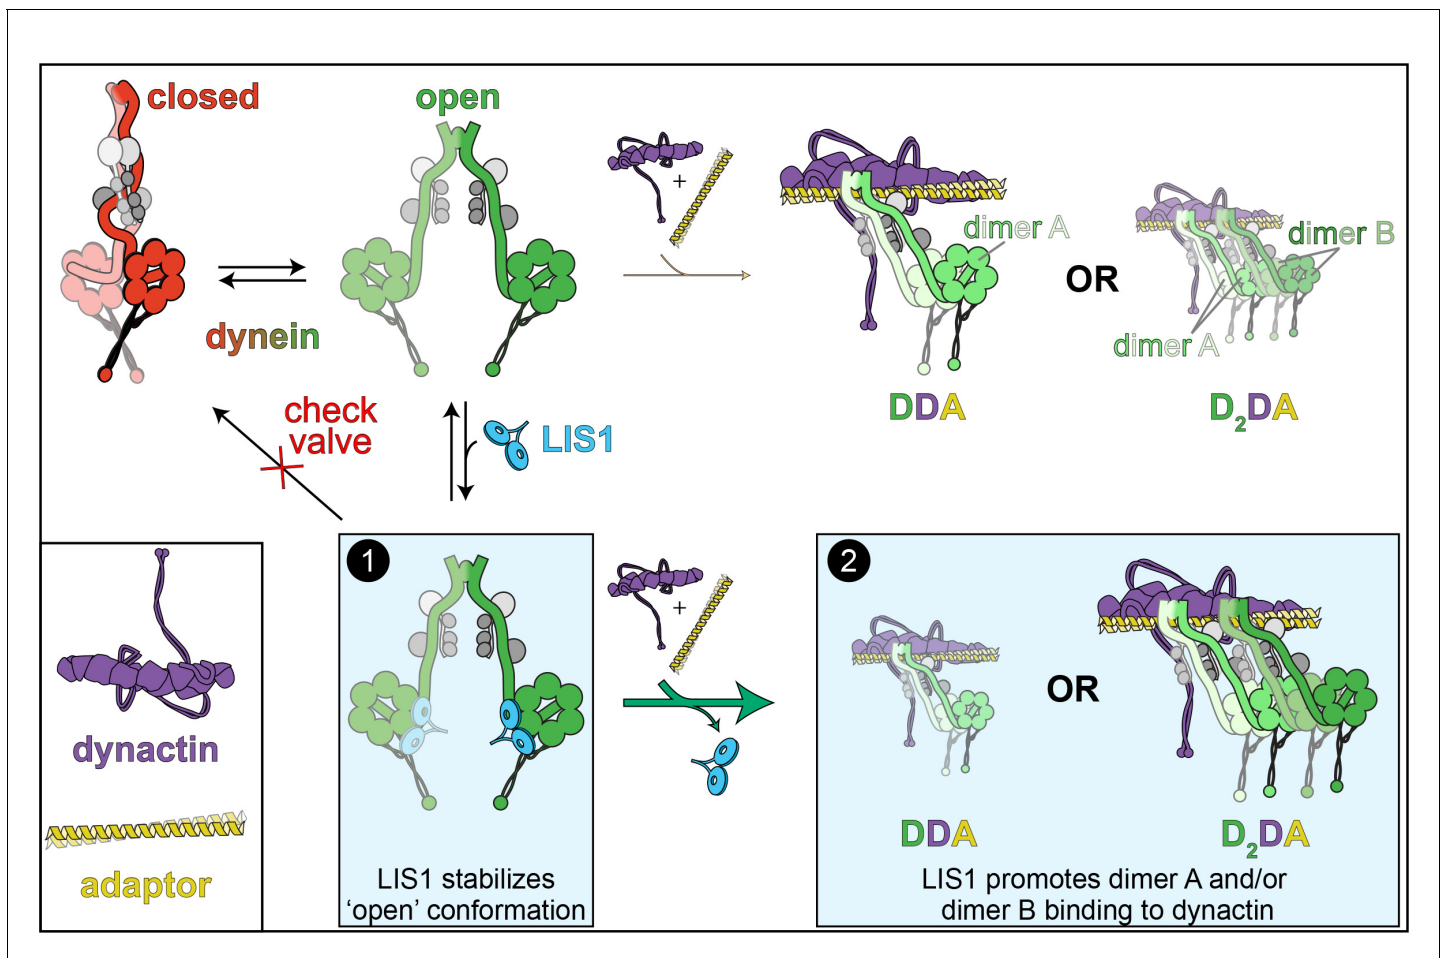 closed
open
+
dimer A
dimer B
OR
dynein
dimer A
DDA
D₂DA
check
valve
LIS1
1
+
2
OR
dynactin
adaptor
DDA
D₂DA
LIS1 stabilizes
‘open’ conformation
LIS1 promotes dimer A and/or
dimer B binding to dynactin